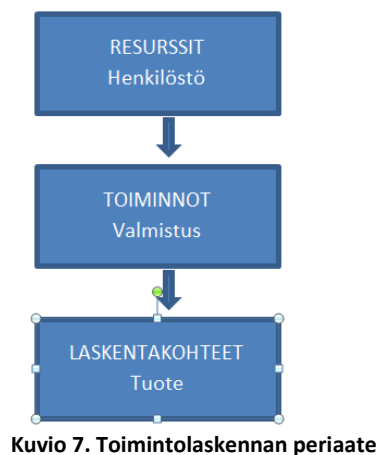 RESURSSIT
Henkilöstö
TOIMINNOT
Valmistus
LASKENTAKOHTEET
Tuote
Kuvio 7. Toimintolaskennan periaate